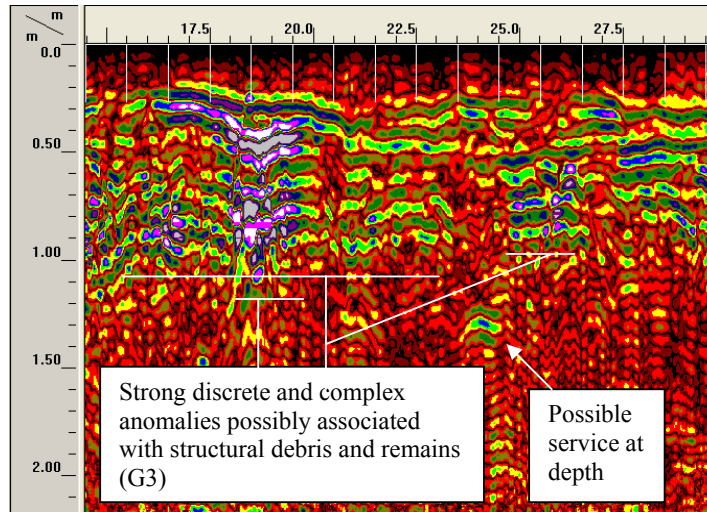 m
m
17.5 20.0 22.5 25.0 27.5
0.0
0.50
1.00
1.50
2.00
Strong discrete and complex
anomalies possibly associated
with structural debris and remains
(G3)
Possible
service at
depth